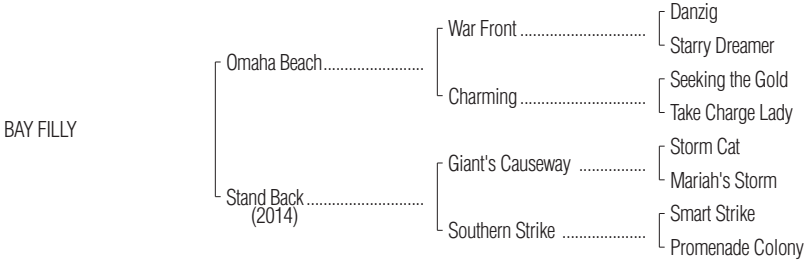 Danzig
War Front ..............................
Starry Dreamer
Omaha Beach........................
Seeking the Gold
Charming ..............................
Take Charge Lady
BAY FILLY
Storm Cat
Giant's Causeway ................
Mariah's Storm
Stand Back ............................
(2014)
Smart Strike
Southern Strike ....................
Promenade Colony